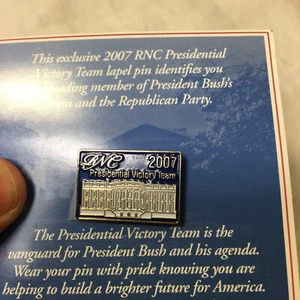 This exclusive 2007 RNC Presidential
Victory Team lapel pin identifies you
leading member of President Bush's
and the Republican Party.
RNC 2007
Presidential Victory Team
The Presidential Victory Team is the
vanguard for President Bush and his agenda.
Wear your pin with pride knowing you are
helping to build a brighter future for America.